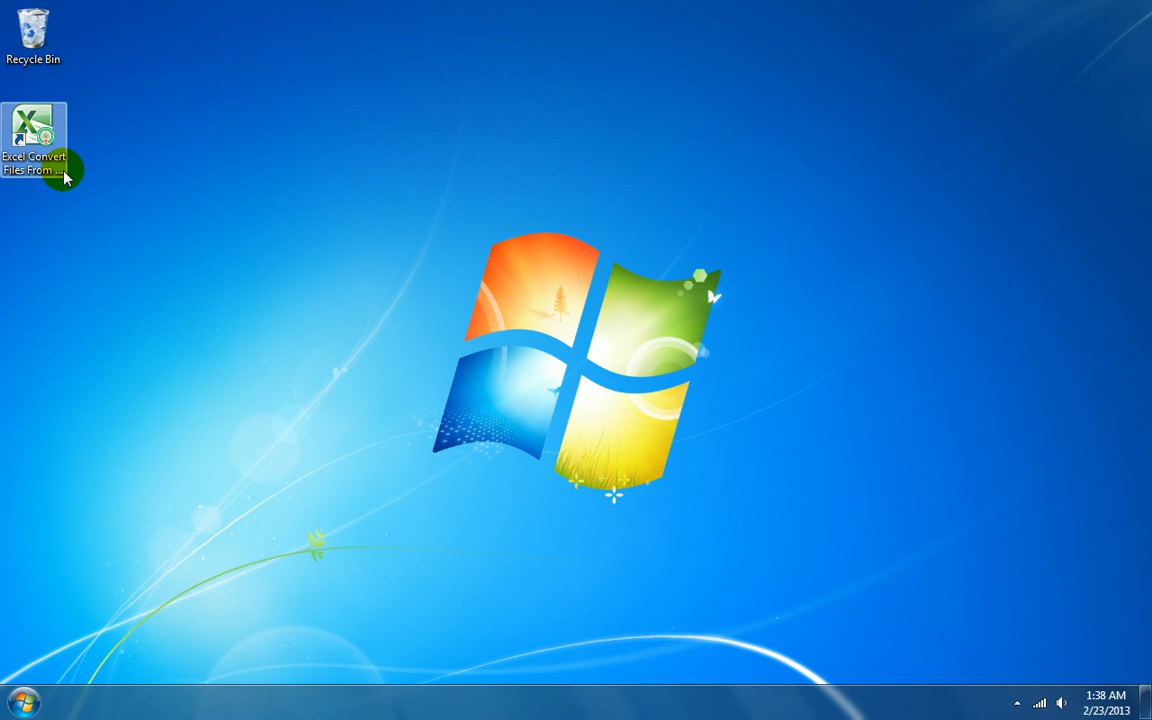 Recycle Bin
Excel Convert
Files From ...
1:38 AM
2/23/2013